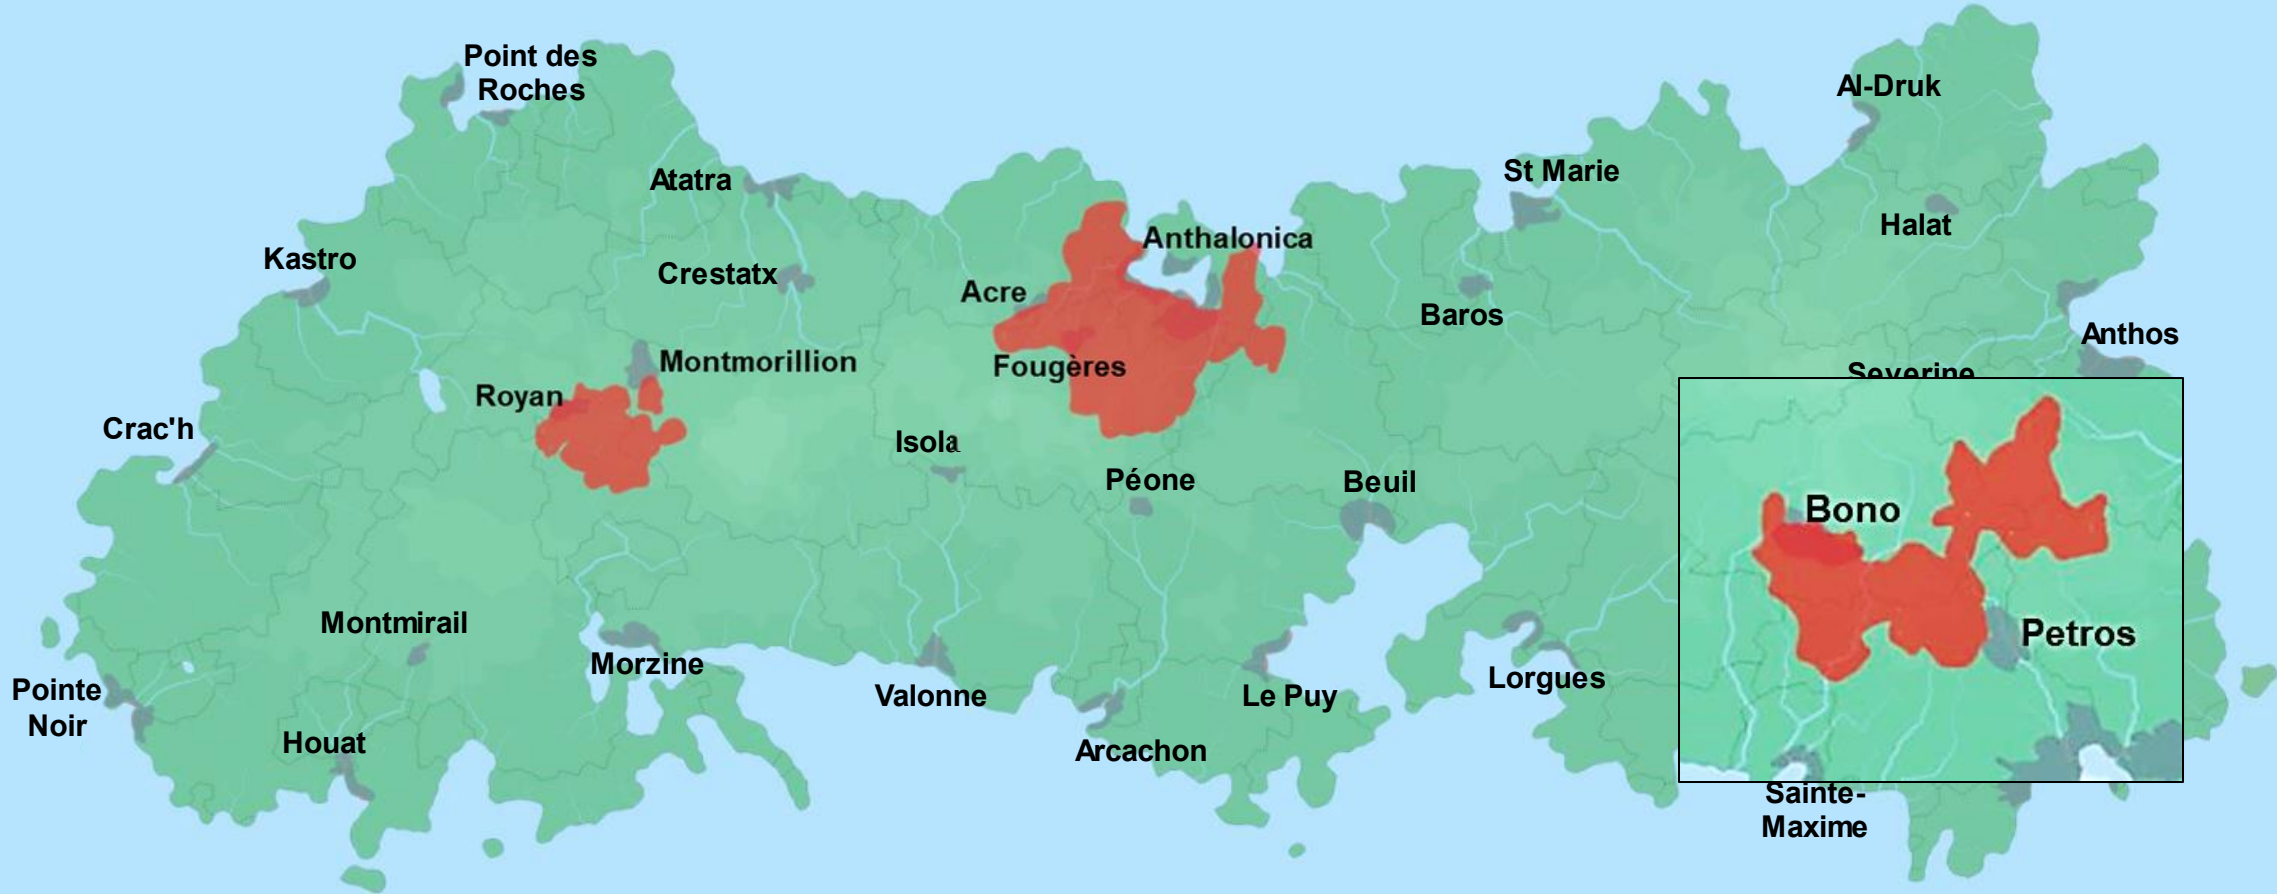 Point des
Roches
Al-Druk
Atatra
St Marie
Halat
Anthalonica
Kastro
Crestatx
Acre
Baros
Anthos
Montmorillion
Fougères
Severine
Royan
Crac'h
Isola
Péone
Beuil
Bono
Montmirail
Petros
Morzine
Lorgues
Pointe
Noir
Valonne
Le Puy
Houat
Arcachon
Sainte-
Maxime